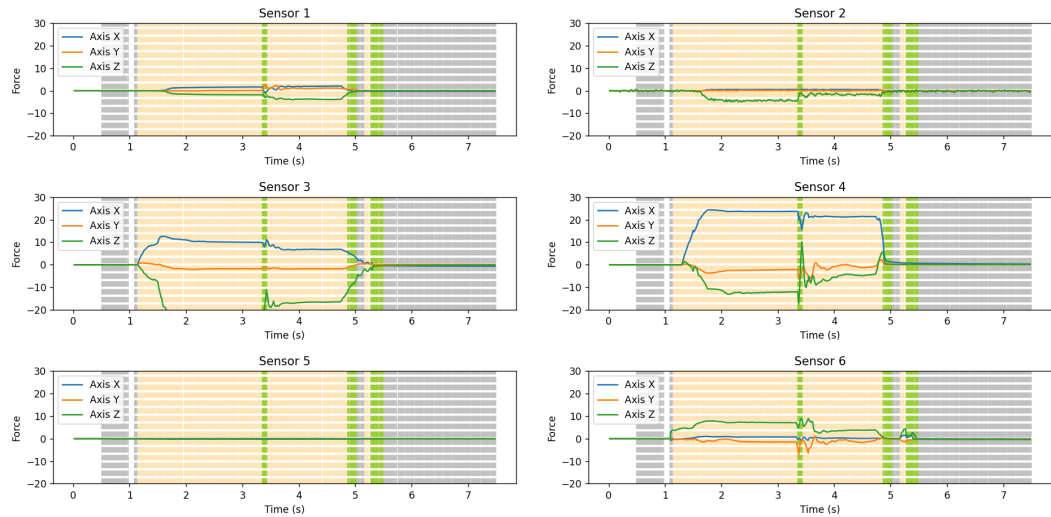 Sensor 1
Axis X
Axis Y
Axis Z
Force
30
20
10
0
−10
−20
0
1
2
3
4
5
6
7
Time (s)
Sensor 2
Axis X
Axis Y
Axis Z
Force
30
20
10
0
−10
−20
0
1
2
3
4
5
6
7
Time (s)
Sensor 3
Axis X
Axis Y
Axis Z
Force
30
20
10
0
−10
−20
0
1
2
3
4
5
6
7
Time (s)
Sensor 4
Axis X
Axis Y
Axis Z
Force
30
20
10
0
−10
−20
0
1
2
3
4
5
6
7
Time (s)
Sensor 5
Axis X
Axis Y
Axis Z
Force
30
20
10
0
−10
−20
0
1
2
3
4
5
6
7
Time (s)
Sensor 6
Axis X
Axis Y
Axis Z
Force
30
20
10
0
−10
−20
0
1
2
3
4
5
6
7
Time (s)